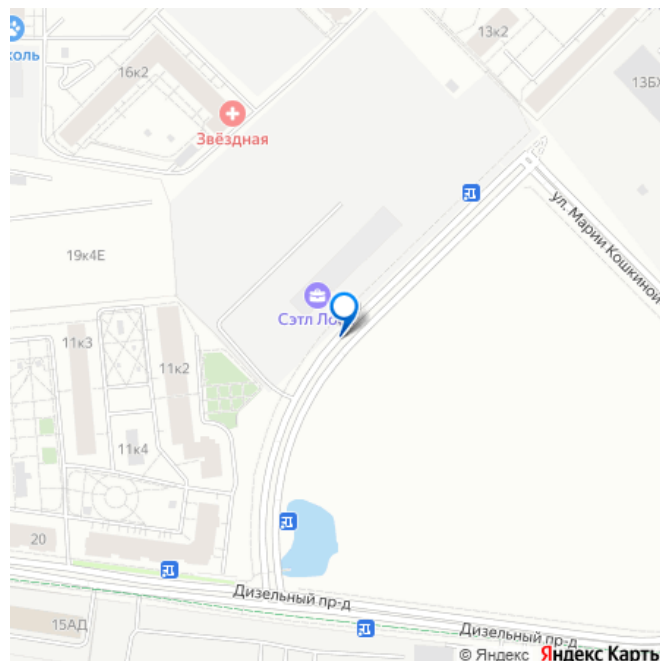 13к2
коль
16к2
13БХ
Звёздная
ул. Марии Кошкиной
19к4Е
Сэтл Ло
11к3
11к2
11к4
20
Дизельный пр-д
15АД
Дизельный пр-д
© Яндекс Яндекс Карты